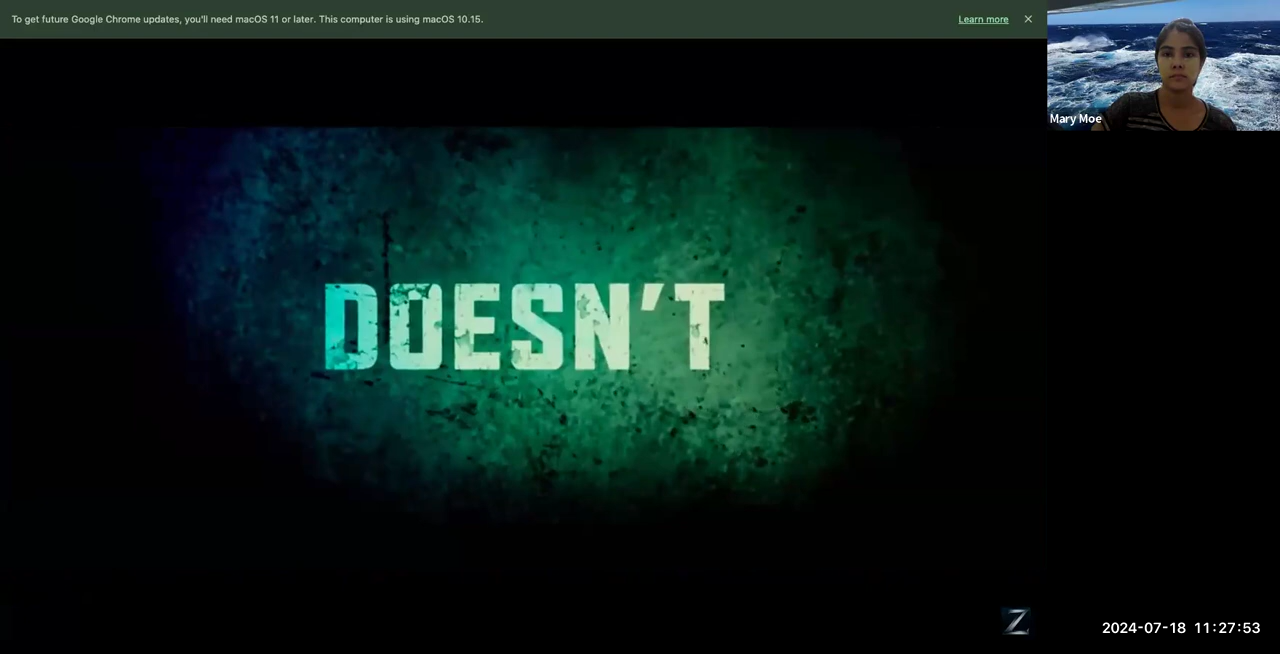 To get future Google Chrome updates, you'll need macOS 11 or later. This computer is using macOS 10.15.
Learn more
Mary Moe
DOESN'T
Z
2024-07-18 11:27:53